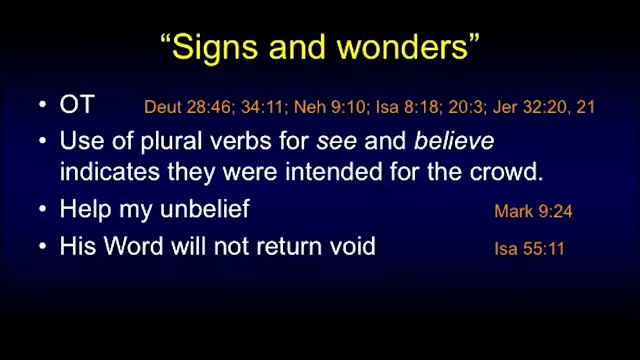 “Signs and wonders”
• OT Deut 28:46; 34:11; Neh 9:10; Isa 8:18; 20:3; Jer 32:20, 21
• Use of plural verbs for see and believe
indicates they were intended for the crowd.
• Help my unbelief Mark 9:24
• His Word will not return void Isa 55:11